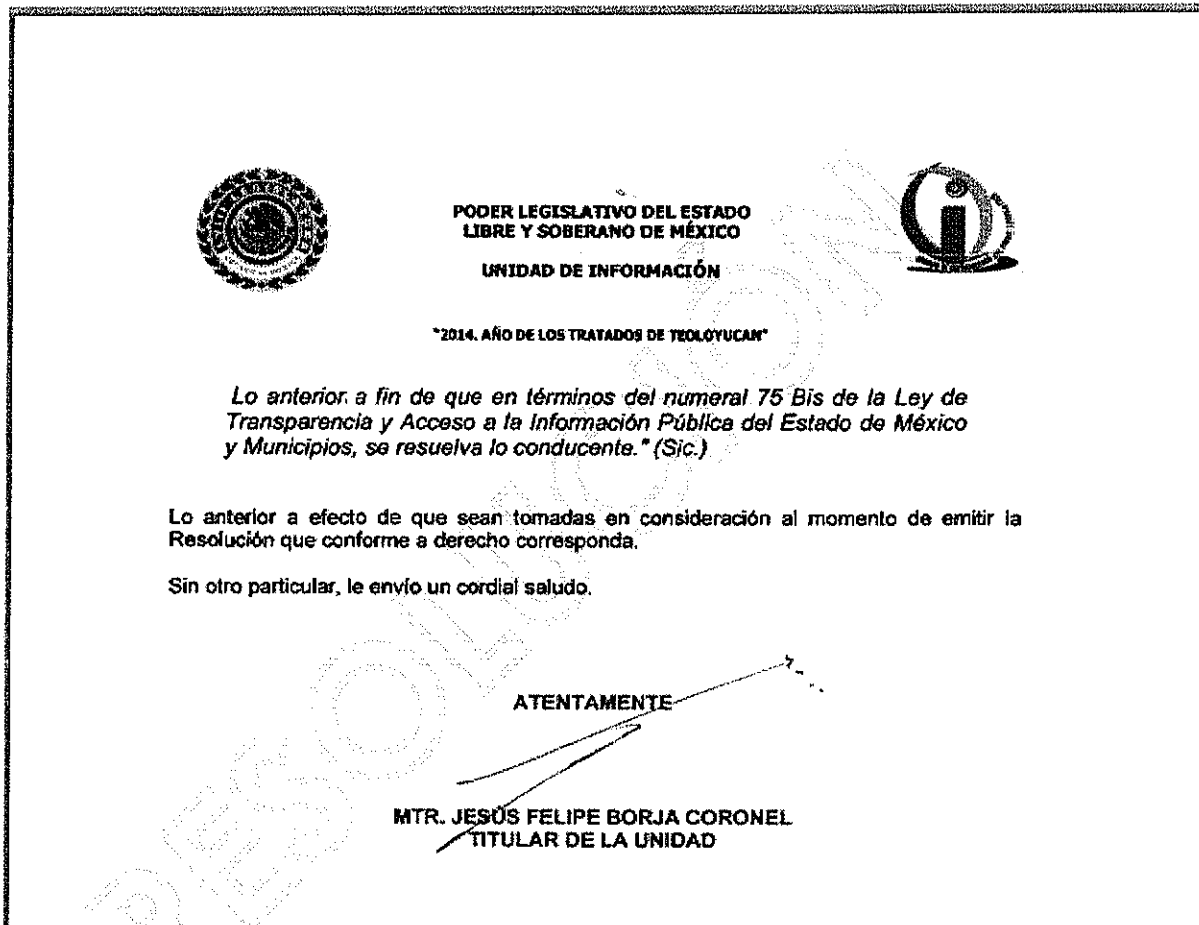 PODER LEGISLATIVO DEL ESTADO
LIBRE Y SOBERANO DE MÉXICO
UNIDAD DE INFORMACIÓN
"2014. AÑO DE LOS TRATADOS DE TEOLOYUCAN"
Lo anterior a fin de que en términos del numeral 75 Bis de la Ley de
Transparencia y Acceso a la Información Pública del Estado de México
y Municipios, se resuelva lo conducente." (Sic.)
Lo anterior a efecto de que sean tomadas en consideración al momento de emitir la
Resolución que conforme a derecho corresponda.
Sin otro particular, le envío un cordial saludo.
ATENTAMENTE
MTR. JESÚS FELIPE BORJA CORONEL
TITULAR DE LA UNIDAD
RESOLUCIÓN